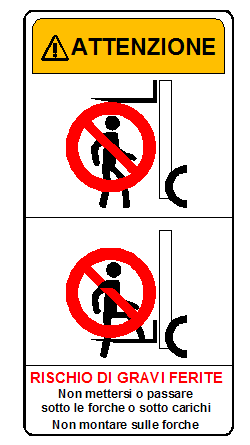 ATTENZIONE
RISCHIO DI GRAVI FERITE
Non mettersi o passare
sotto le forche o sotto carichi
Non montare sulle forche